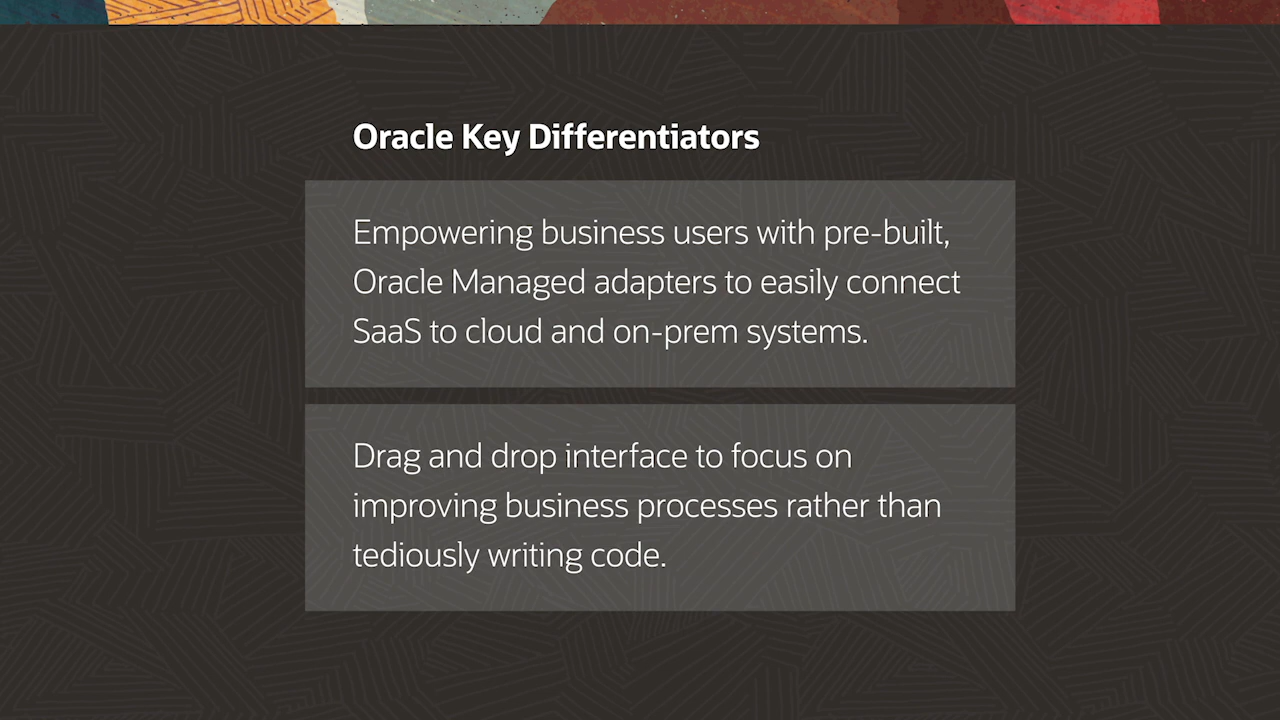 Oracle Key Differentiators
Empowering business users with pre-built,
Oracle Managed adapters to easily connect
SaaS to cloud and on-prem systems.
Drag and drop interface to focus on
improving business processes rather than
tediously writing code.